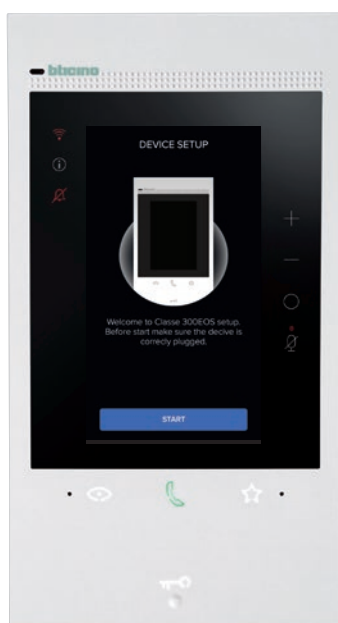 bticino
DEVICE SETUP
Welcome to Classe 300EOS setup.
Before start make sure the decive is
correcly plugged.
START